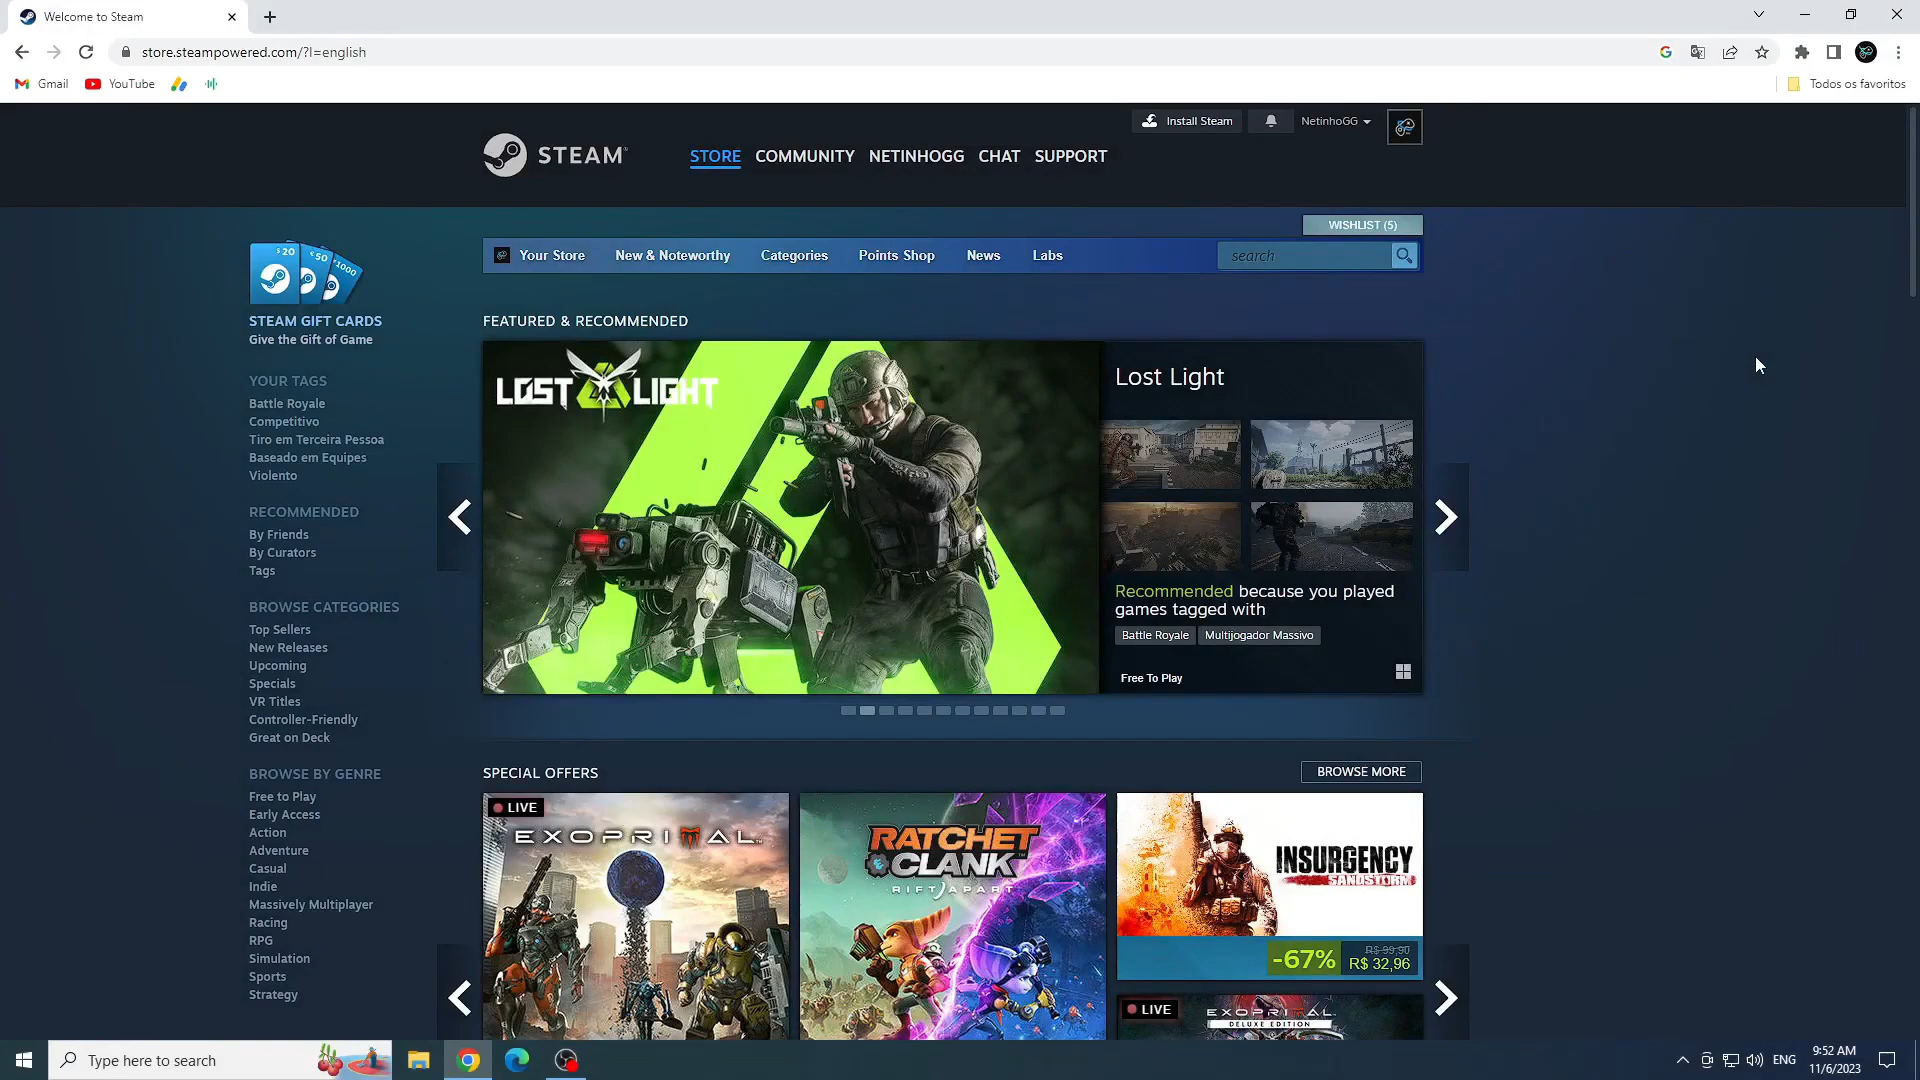 Welcome to Steam
store.steampowered.com/?l=english
Gmail
YouTube
Todos os favoritos
Install Steam
NetinhoGG
STEAM
STORE
COMMUNITY
NETINHOGG
CHAT
SUPPORT
WISHLIST (5)
Your Store
New & Noteworthy
Categories
Points Shop
News
Labs
search
$20
€50
1000
STEAM GIFT CARDS
Give the Gift of Game
YOUR TAGS
Battle Royale
Competitivo
Tiro em Terceira Pessoa
Baseado em Equipes
Violento
RECOMMENDED
By Friends
By Curators
Tags
BROWSE CATEGORIES
Top Sellers
New Releases
Upcoming
Specials
VR Titles
Controller-Friendly
Great on Deck
BROWSE BY GENRE
Free to Play
Early Access
Action
Adventure
Casual
Indie
Massively Multiplayer
Racing
RPG
Simulation
Sports
Strategy
FEATURED & RECOMMENDED
LOST LIGHT
Lost Light
Recommended because you played
games tagged with
Battle Royale
Multijogador Massivo
Free To Play
SPECIAL OFFERS
BROWSE MORE
LIVE
EXOPRIMAL
RATCHET
CLANK
RIFT APART
INSURGENCY
SANDSTORM
-67%
R$ 99,90
R$ 32,96
LIVE
EXOPRIMAL
DELUXE EDITION
Type here to search
ENG
9:52 AM
11/6/2023